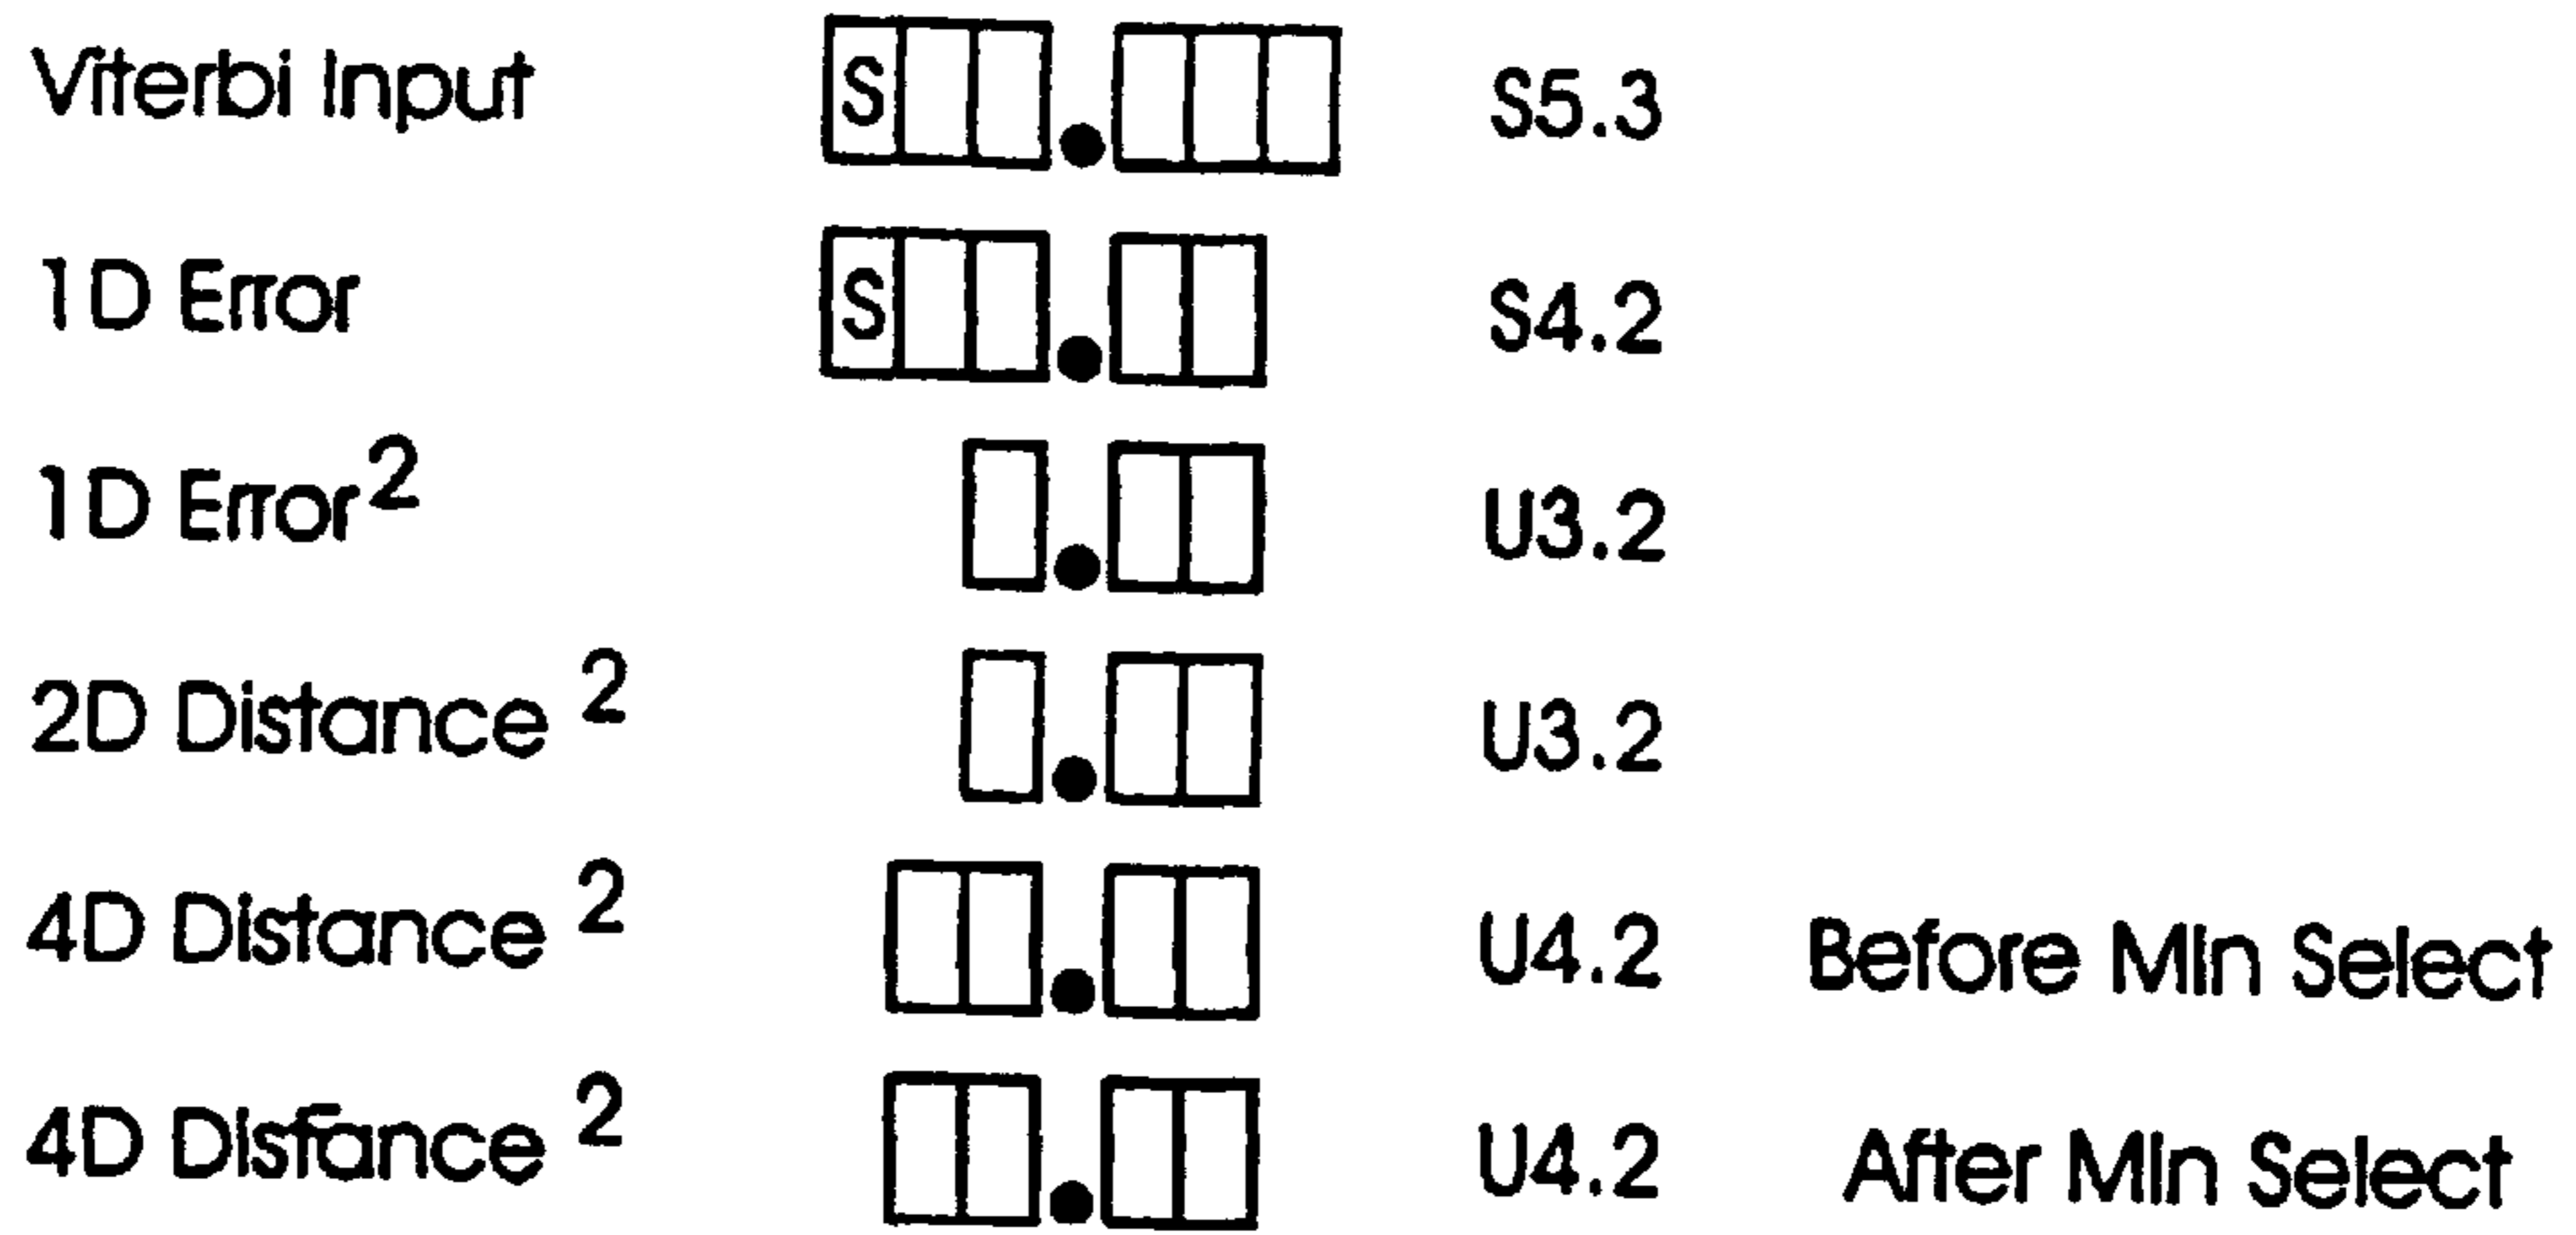 Viterbi Input S . S5.3
1D Error S . S4.2
1D Error² . U3.2
2D Distance ² . U3.2
4D Distance ² . U4.2 Before Min Select
4D Distance ² . U4.2 After Min Select